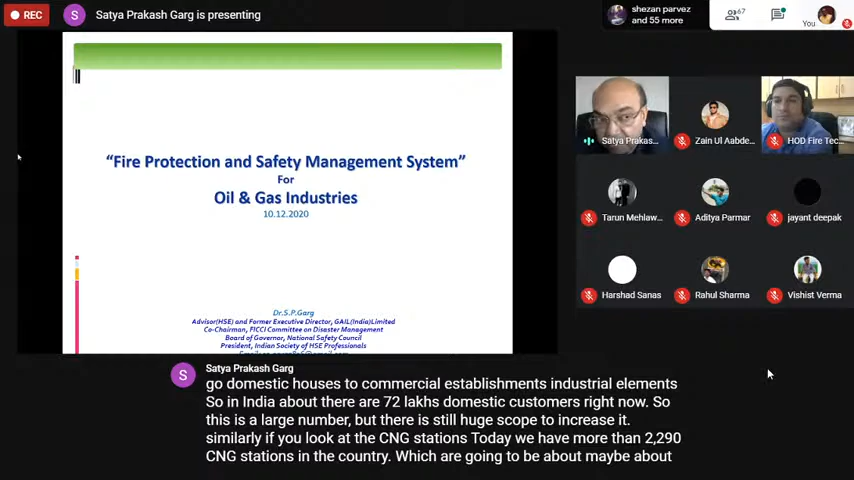 REC
S
Satya Prakash Garg is presenting
shezan parvez
and 55 more
67
You
"Fire Protection and Safety Management System"
For
Oil & Gas Industries
10.12.2020
Dr.S.P.Garg
Advisor(HSE) and Former Executive Director, GAIL(India)Limited
Co-Chairman, FICCI Committee on Disaster Management
Board of Governor, National Safety Council
President, Indian Society of HSE Professionals
Satya Prakas...
Zain Ul Aabde...
HOD Fire Tec...
Tarun Mehlaw...
Aditya Parmar
jayant deepak
Harshad Sanas
Rahul Sharma
Vishist Verma
S
Satya Prakash Garg
go domestic houses to commercial establishments industrial elements
So in India about there are 72 lakhs domestic customers right now. So
this is a large number, but there is still huge scope to increase it.
similarly if you look at the CNG stations Today we have more than 2,290
CNG stations in the country. Which are going to be about maybe about